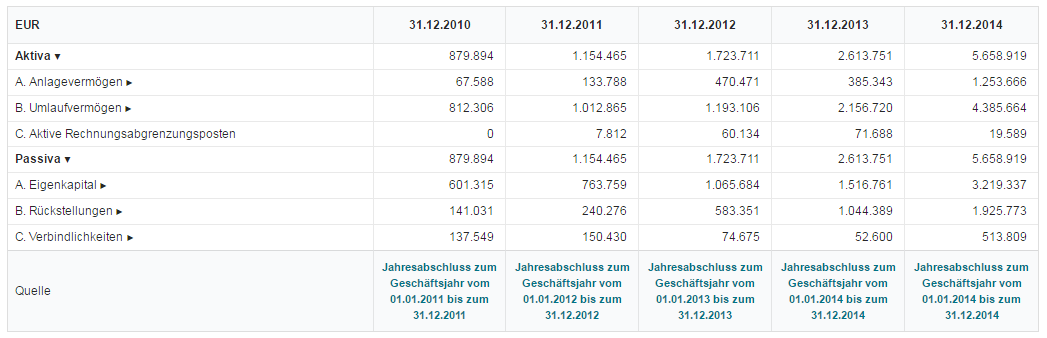 EUR 31.12.2010 31.12.2011 31.12.2012 31.12.2013 31.12.2014
Aktiva ▾ 879.894 1.154.465 1.723.711 2.613.751 5.658.919
A. Anlagevermögen ▸ 67.588 133.788 470.471 385.343 1.253.666
B. Umlaufvermögen ▸ 812.306 1.012.865 1.193.106 2.156.720 4.385.664
C. Aktive Rechnungsabgrenzungsposten 0 7.812 60.134 71.688 19.589
Passiva ▾ 879.894 1.154.465 1.723.711 2.613.751 5.658.919
A. Eigenkapital ▸ 601.315 763.759 1.065.684 1.516.761 3.219.337
B. Rückstellungen ▸ 141.031 240.276 583.351 1.044.389 1.925.773
C. Verbindlichkeiten ▸ 137.549 150.430 74.675 52.600 513.809
Quelle
Jahresabschluss zum
Geschäftsjahr vom
01.01.2011 bis zum
31.12.2011
Jahresabschluss zum
Geschäftsjahr vom
01.01.2012 bis zum
31.12.2012
Jahresabschluss zum
Geschäftsjahr vom
01.01.2013 bis zum
31.12.2013
Jahresabschluss zum
Geschäftsjahr vom
01.01.2014 bis zum
31.12.2014
Jahresabschluss zum
Geschäftsjahr vom
01.01.2014 bis zum
31.12.2014